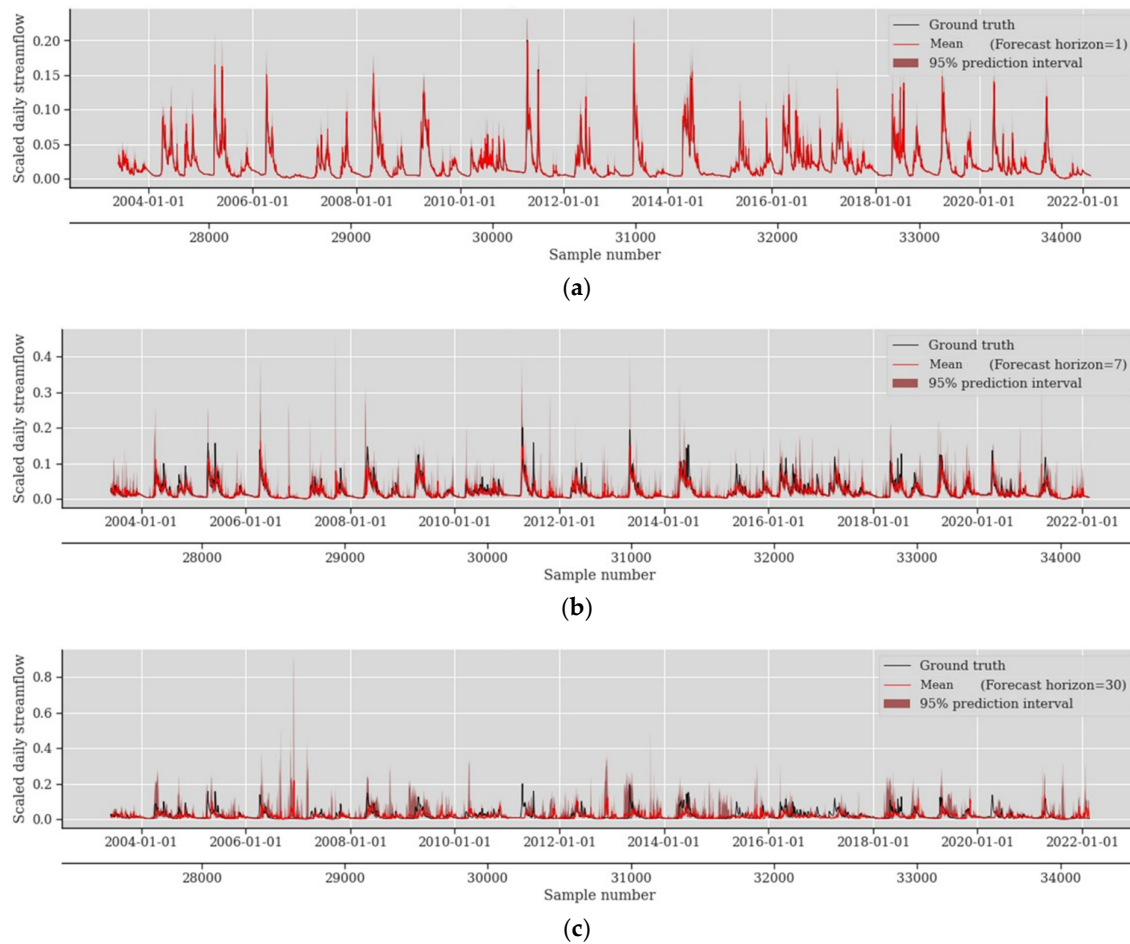 Scaled daily streamflow
0.20
0.15
0.10
0.05
0.00
Ground truth
Mean (Forecast horizon=1)
95% prediction interval
2004-01-01 2006-01-01 2008-01-01 2010-01-01 2012-01-01 2014-01-01 2016-01-01 2018-01-01 2020-01-01 2022-01-01
28000 29000 30000 31000 32000 33000 34000
Sample number
(a)
Scaled daily streamflow
0.4
0.3
0.2
0.1
0.0
Ground truth
Mean (Forecast horizon=7)
95% prediction interval
2004-01-01 2006-01-01 2008-01-01 2010-01-01 2012-01-01 2014-01-01 2016-01-01 2018-01-01 2020-01-01 2022-01-01
28000 29000 30000 31000 32000 33000 34000
Sample number
(b)
Scaled daily streamflow
0.8
0.6
0.4
0.2
0.0
Ground truth
Mean (Forecast horizon=30)
95% prediction interval
2004-01-01 2006-01-01 2008-01-01 2010-01-01 2012-01-01 2014-01-01 2016-01-01 2018-01-01 2020-01-01 2022-01-01
28000 29000 30000 31000 32000 33000 34000
Sample number
(c)